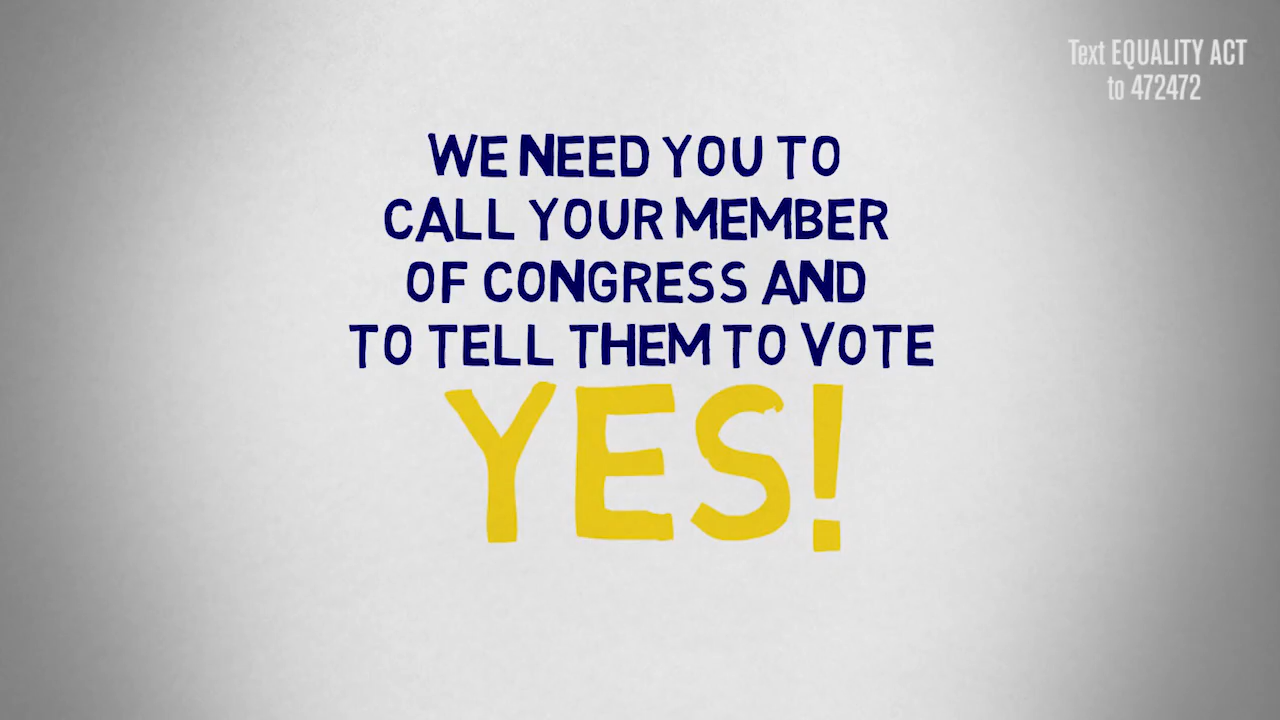 Text EQUALITY ACT
to 472472
WE NEED YOU TO
CALL YOUR MEMBER
OF CONGRESS AND
TO TELL THEM TO VOTE
YES!